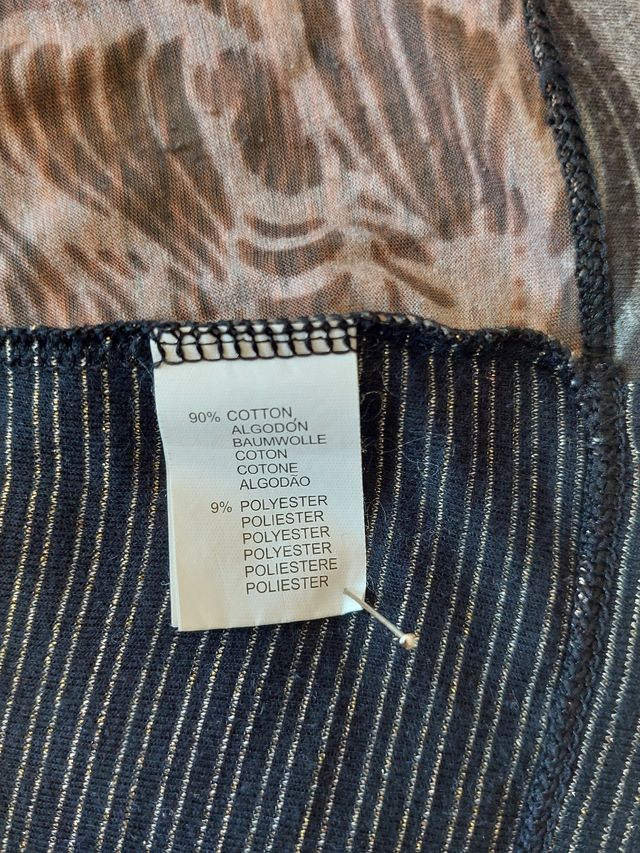 90% COTTON,
ALGODÓN
BAUMWOLLE
COTON
COTONE
ALGODÃO
9% POLYESTER
POLIESTER
POLYESTER
POLYESTER
POLIESTERE
POLIESTER